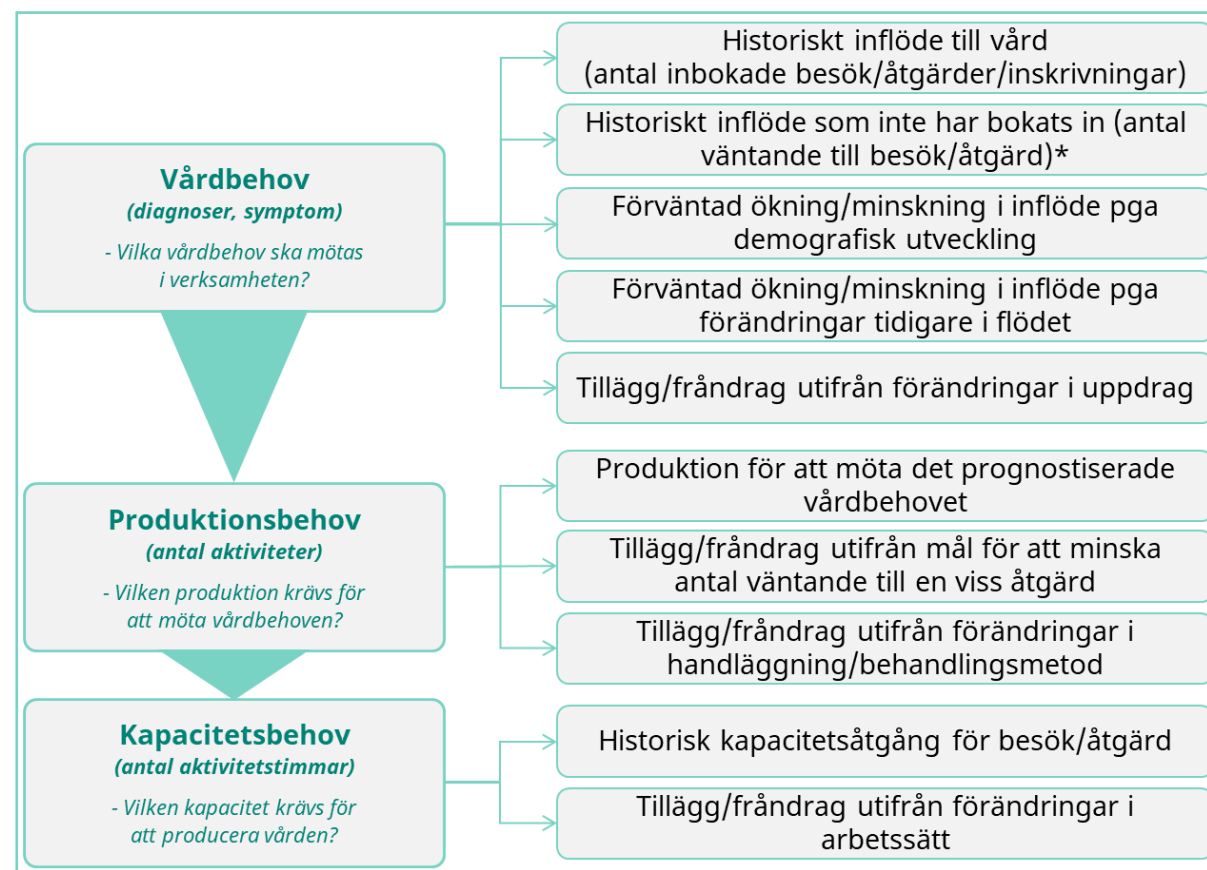 Vårdbehov
(diagnoser, symptom)
- Vilka vårdbehov ska mötas
i verksamheten?
Historiskt inflöde till vård
(antal inbokade besök/åtgärder/inskrivningar)
Historiskt inflöde som inte har bokats in (antal
väntande till besök/åtgärd)*
Förväntad ökning/minskning i inflöde pga
demografisk utveckling
Förväntad ökning/minskning i inflöde pga
förändringar tidigare i flödet
Tillägg/fråndrag utifrån förändringar i uppdrag
Produktionsbehov
(antal aktiviteter)
- Vilken produktion krävs för
att möta vårdbehoven?
Produktion för att möta det prognostiserade
vårdbehovet
Tillägg/fråndrag utifrån mål för att minska
antal väntande till en viss åtgärd
Tillägg/fråndrag utifrån förändringar i
handläggning/behandlingsmetod
Kapacitetsbehov
(antal aktivitetstimmar)
- Vilken kapacitet krävs för
att producera vården?
Historisk kapacitetsåtgång för besök/åtgärd
Tillägg/fråndrag utifrån förändringar i
arbetssätt